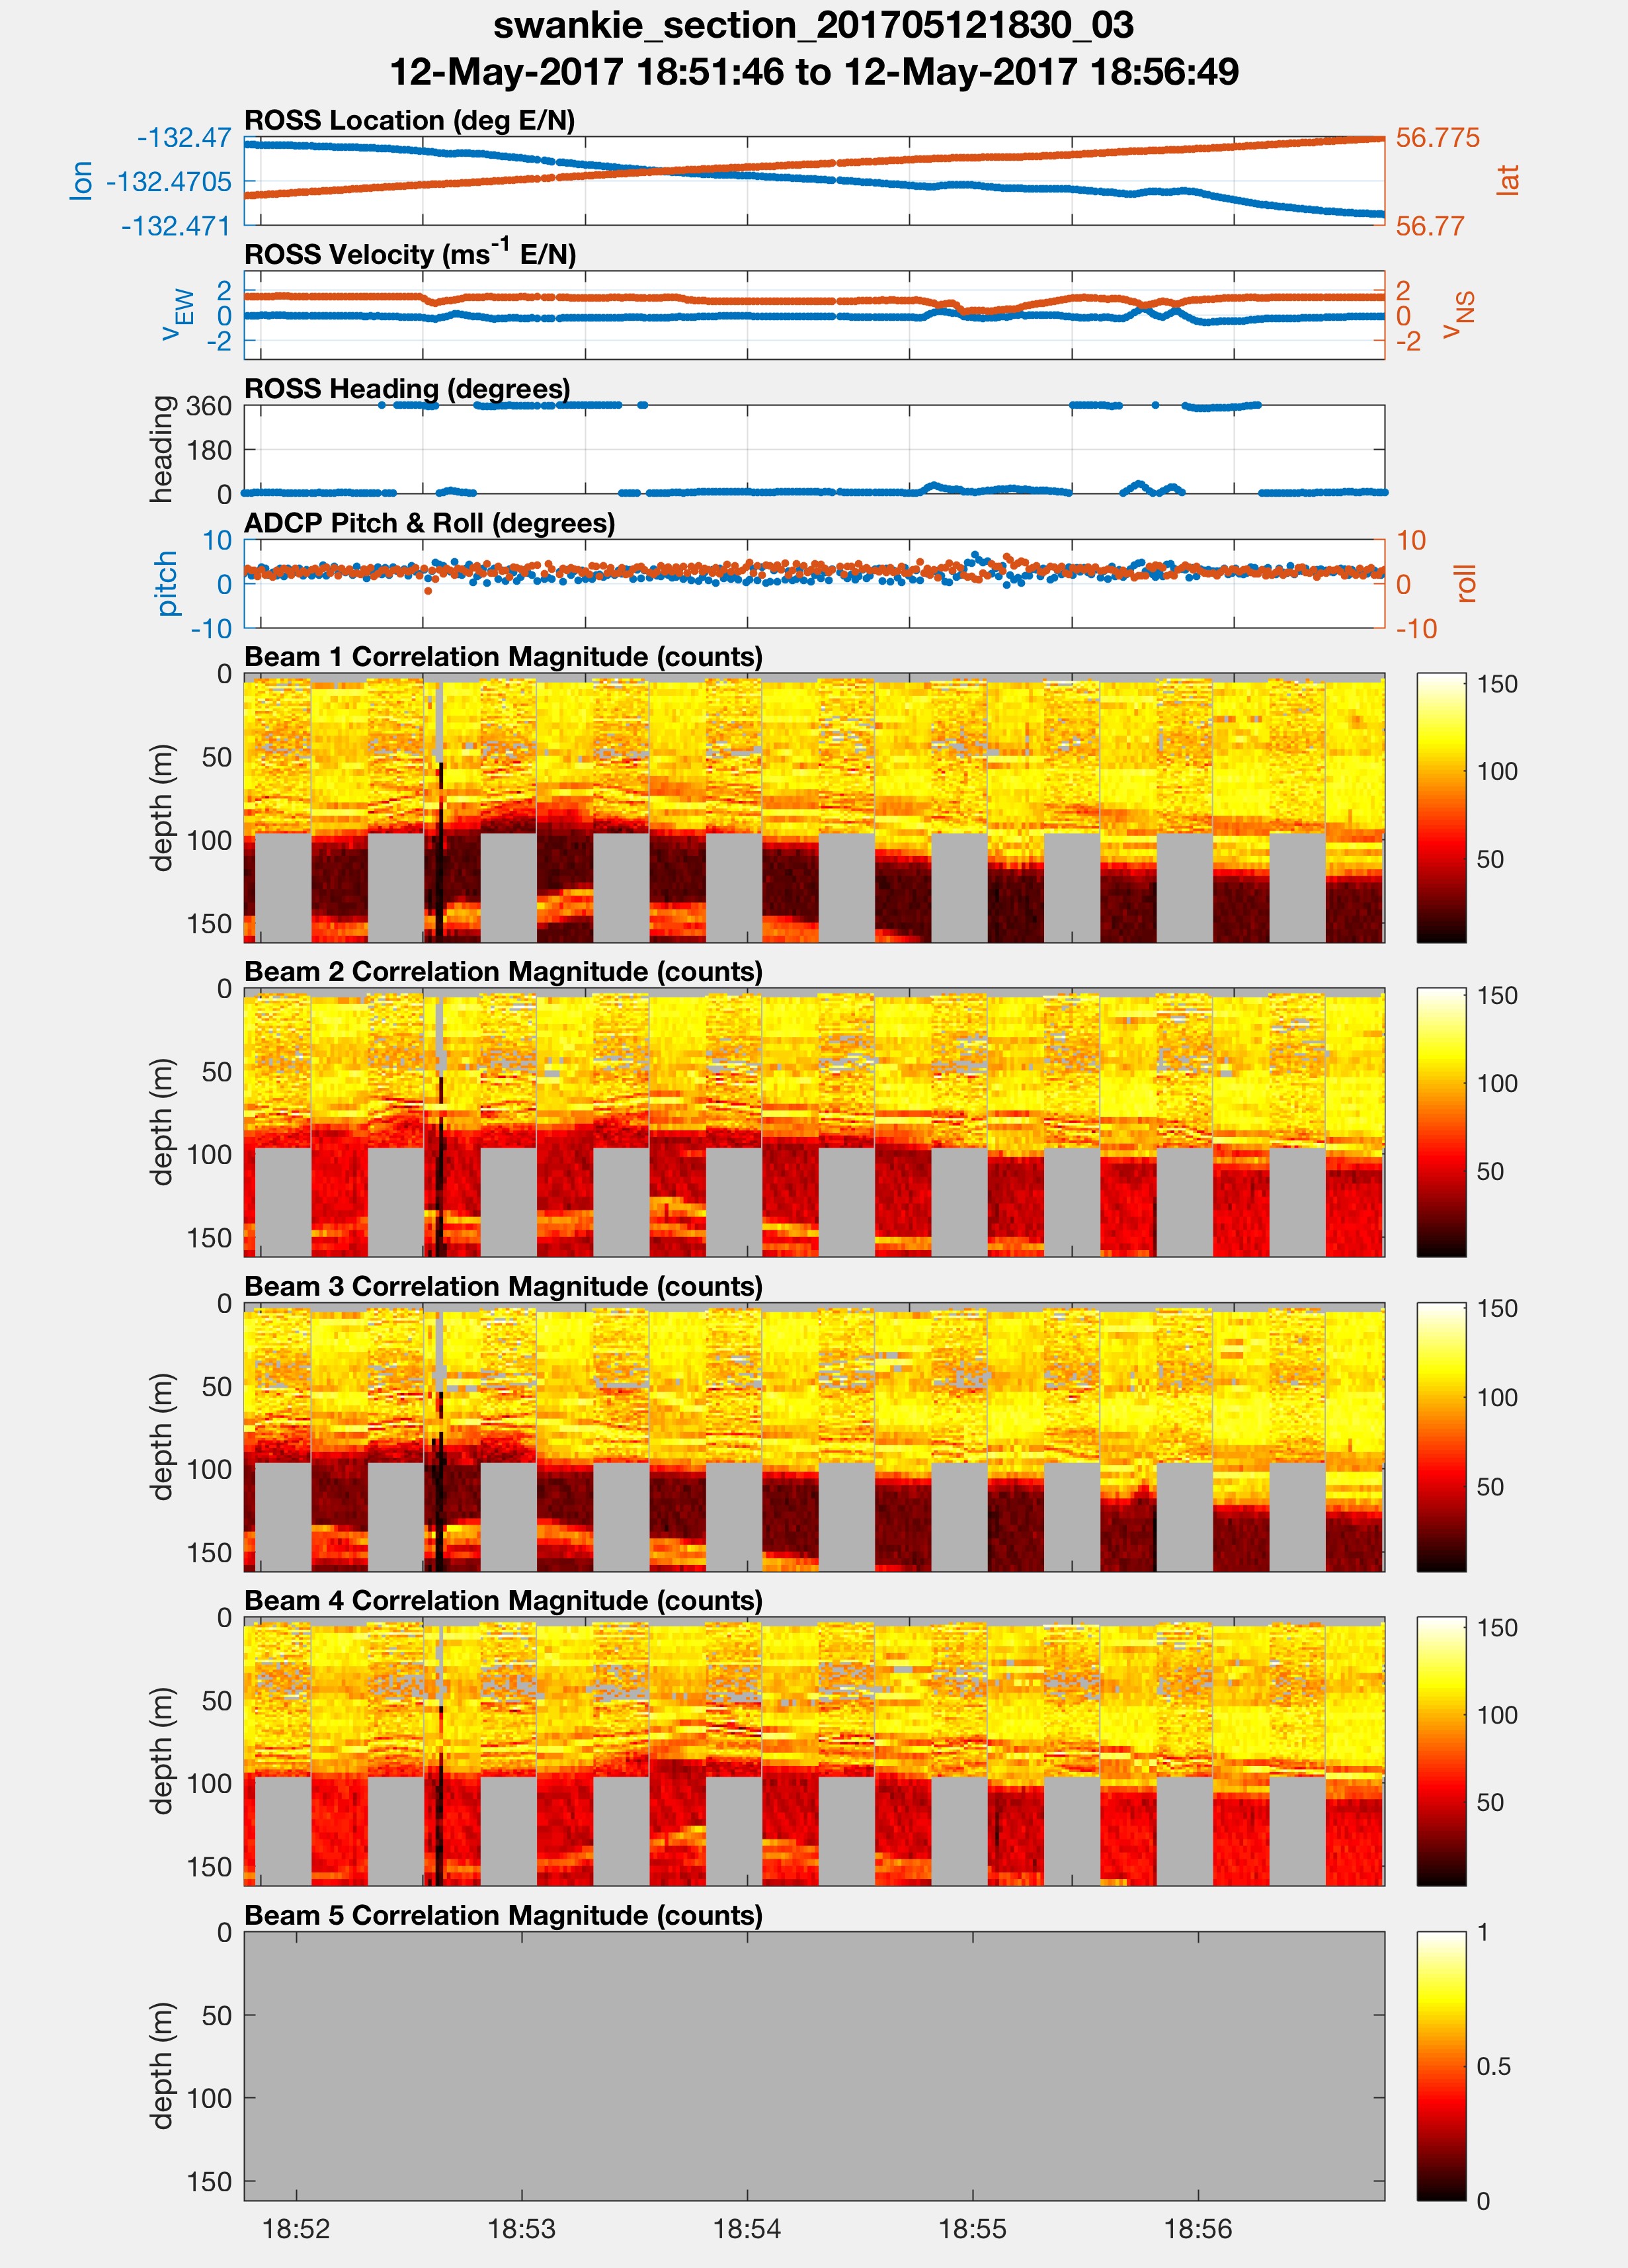 swankie_section_201705121830_03
12-May-2017 18:51:46 to 12-May-2017 18:56:49
ROSS Location (deg E/N)
-132.47
-132.4705
-132.471
lon
56.775
56.77
lat
ROSS Velocity (ms-1 E/N)
2
0
-2
vEW
2
0
-2
vNS
ROSS Heading (degrees)
360
180
0
heading
ADCP Pitch & Roll (degrees)
10
0
-10
pitch
10
0
-10
roll
Beam 1 Correlation Magnitude (counts)
0
50
100
150
depth (m)
150
100
50
Beam 2 Correlation Magnitude (counts)
0
50
100
150
depth (m)
150
100
50
Beam 3 Correlation Magnitude (counts)
0
50
100
150
depth (m)
150
100
50
Beam 4 Correlation Magnitude (counts)
0
50
100
150
depth (m)
150
100
50
Beam 5 Correlation Magnitude (counts)
0
50
100
150
depth (m)
1
0.5
0
18:52 18:53 18:54 18:55 18:56